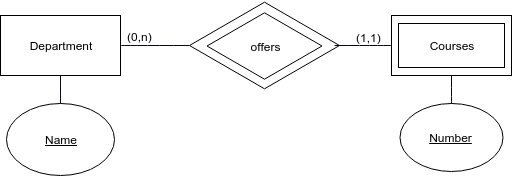 Department
(0,n)
offers
(1,1)
Courses
Name
Number